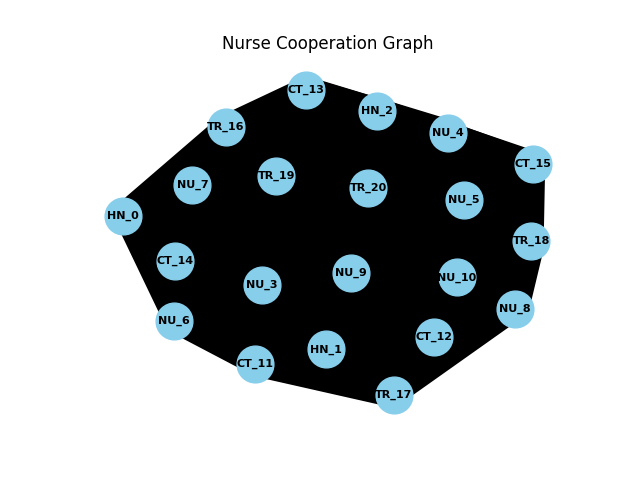 Nurse Cooperation Graph
CT_13
HN_2
TR_16
NU_4
CT_15
TR_19
NU_7
TR_20
NU_5
HN_0
TR_18
CT_14
NU_9
NU_10
NU_3
NU_8
NU_6
CT_12
HN_1
CT_11
TR_17